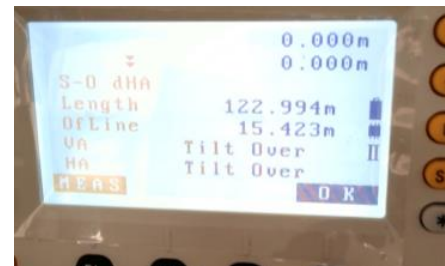 0.000m
0.000m
S-O dHA
Length 122.994m
OfLine 15.423m
VA Tilt Over
HA Tilt Over
MEAS OK